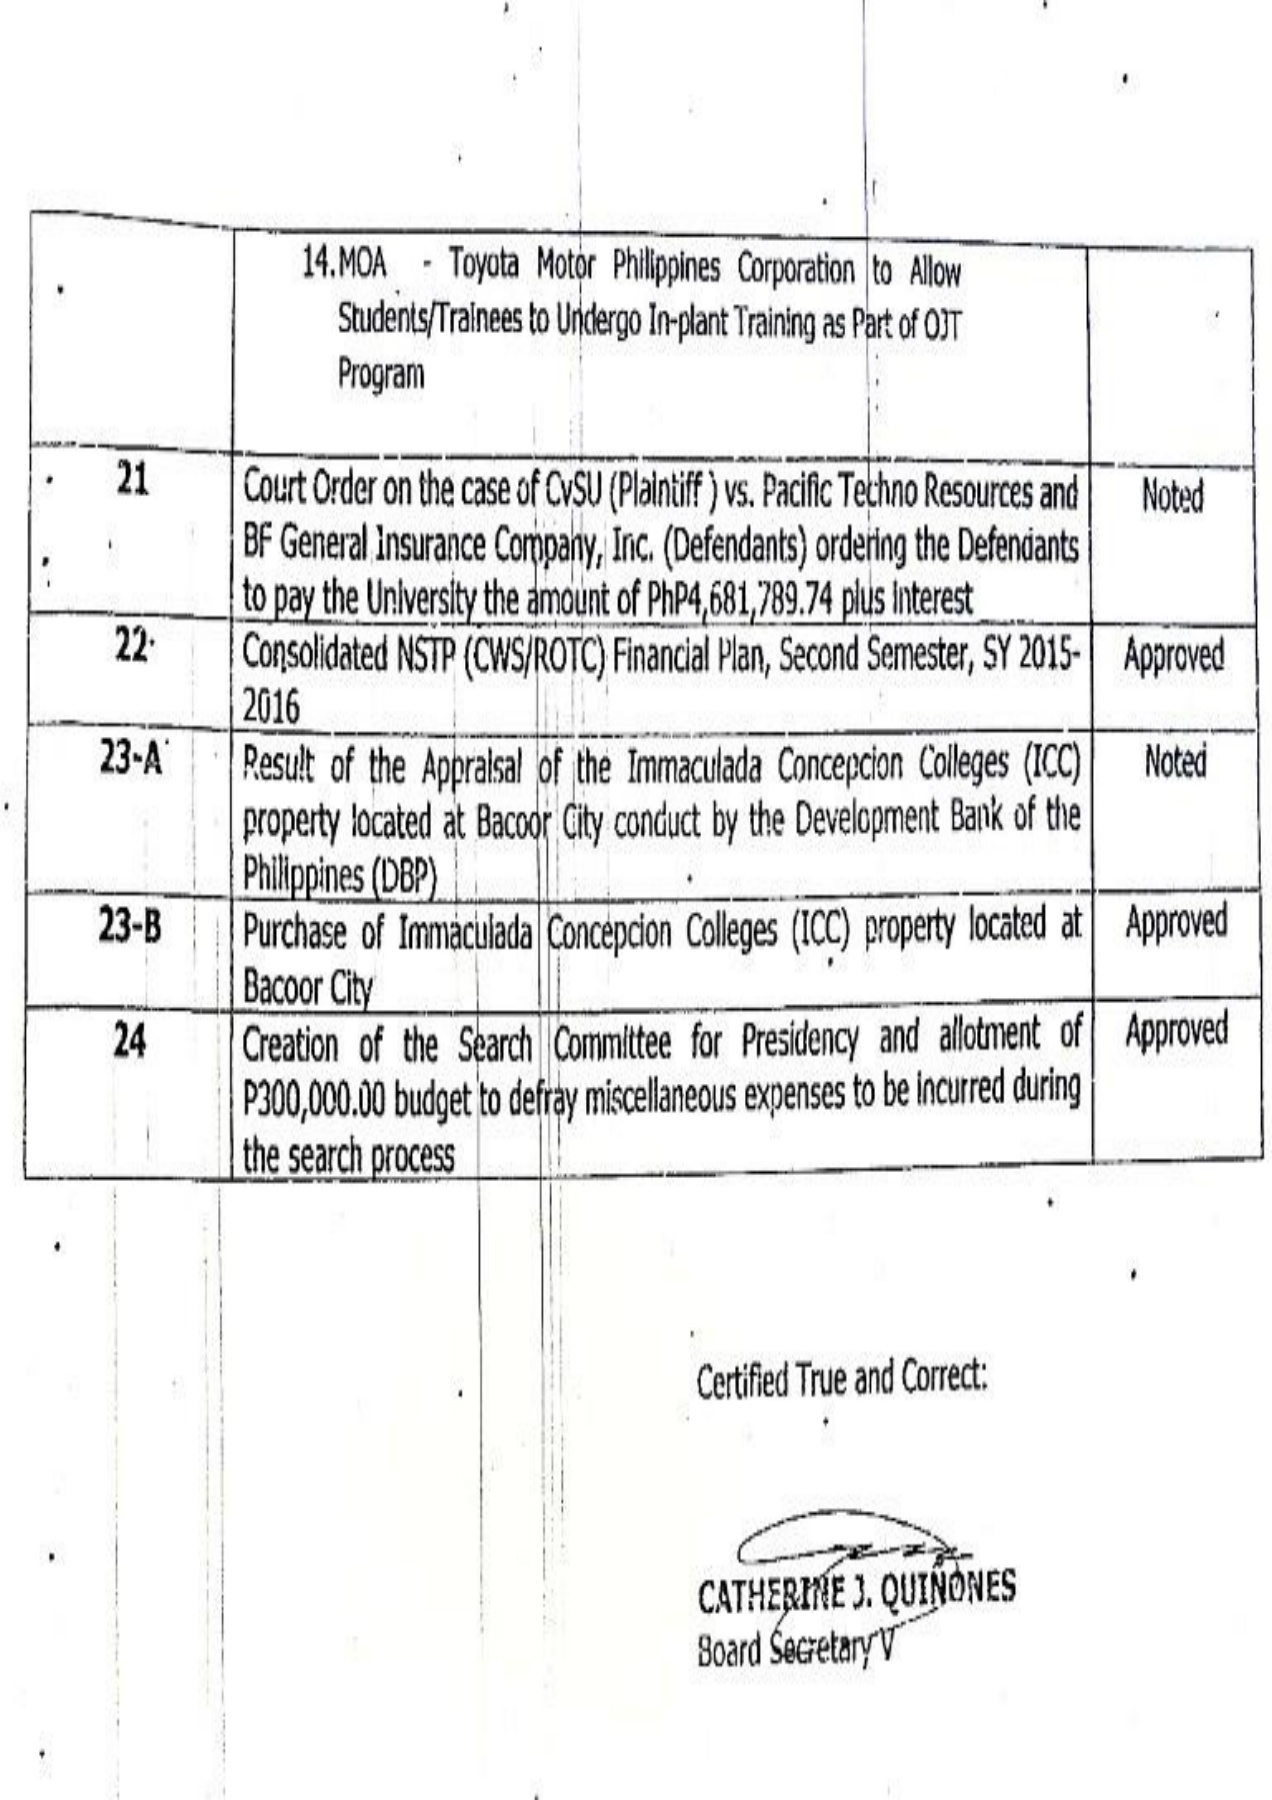 14. MOA - Toyota Motor Philippines Corporation to Allow
Students/Trainees to Undergo In-plant Training as Part of OJT
Program
21
Court Order on the case of CvSU (Plaintiff ) vs. Pacific Techno Resources and
Noted
BF General Insurance Company, Inc. (Defendants) ordering the Defendants
to pay the University the amount of PhP4,681,789.74 plus interest
22
Consolidated NSTP (CWS/ROTC) Financial Plan, Second Semester, SY 2015-
Approved
2016
23-A
Result of the Appraisal of the Immaculada Concepcion Colleges (ICC)
Noted
property located at Bacoor City conduct by the Development Bank of the
Philippines (DBP)
23-B
Purchase of Immaculada Concepcion Colleges (ICC) property located at
Approved
Bacoor City
24
Creation of the Search Committee for Presidency and allotment of
Approved
P300,000.00 budget to defray miscellaneous expenses to be incurred during
the search process
Certified True and Correct:
CATHERINE J. QUIÑONES
Board Secretary V